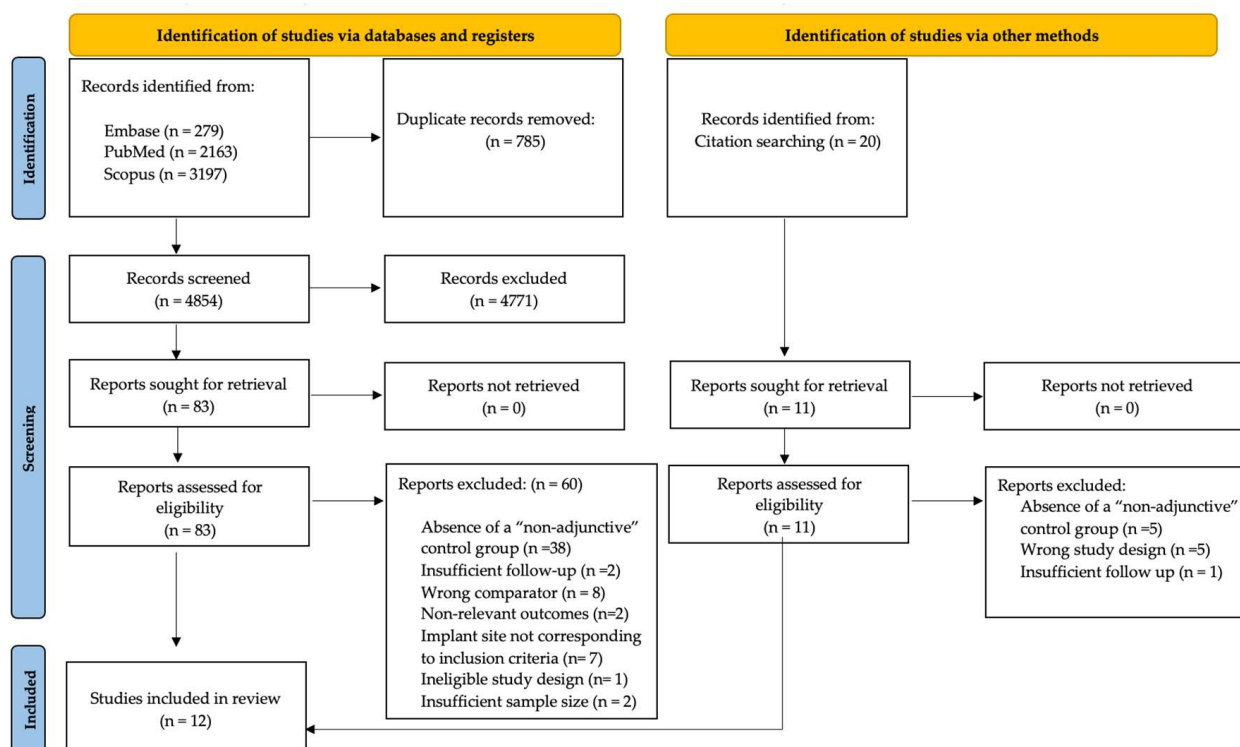 Identification of studies via databases and registers
Identification of studies via other methods
Identification
Records identified from:
Embase (n = 279)
PubMed (n = 2163)
Scopus (n = 3197)
Duplicate records removed:
(n = 785)
Records identified from:
Citation searching (n = 20)
Screening
Records screened
(n = 4854)
Records excluded
(n = 4771)
Reports sought for retrieval
(n = 83)
Reports not retrieved
(n = 0)
Reports sought for retrieval
(n = 11)
Reports not retrieved
(n = 0)
Reports assessed for
eligibility
(n = 83)
Reports excluded: (n = 60)
Absence of a “non-adjunctive”
control group (n =38)
Insufficient follow-up (n =2)
Wrong comparator (n = 8)
Non-relevant outcomes (n=2)
Implant site not corresponding
to inclusion criteria (n= 7)
Ineligible study design (n= 1)
Insufficient sample size (n = 2)
Reports assessed for
eligibility
(n = 11)
Reports excluded:
Absence of a “non-adjunctive”
control group (n =5)
Wrong study design (n =5)
Insufficient follow up (n = 1)
Included
Studies included in review
(n = 12)